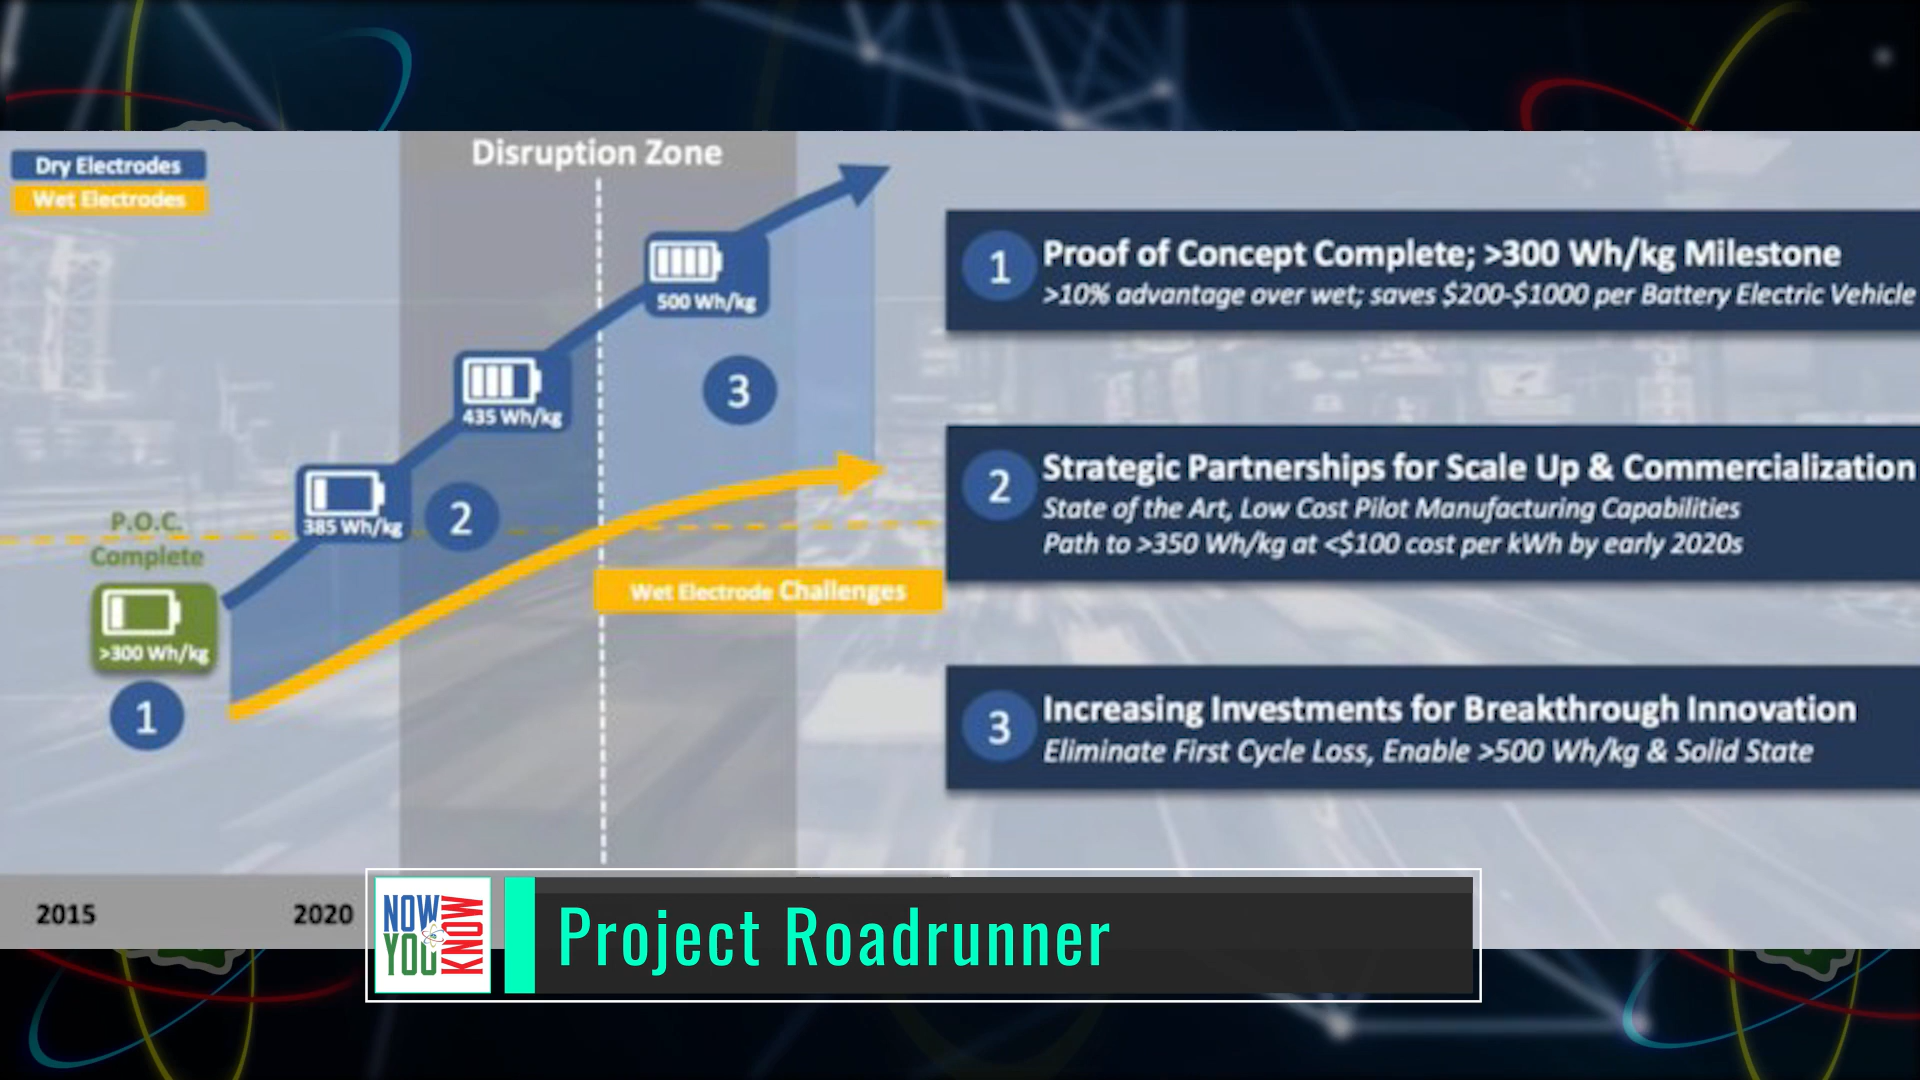 Disruption Zone
Dry Electrodes
Wet Electrodes
500 Wh/kg
3
435 Wh/kg
385 Wh/kg
2
P.O.C.
Complete
>300 Wh/kg
1
Wet Electrode Challenges
1
Proof of Concept Complete; >300 Wh/kg Milestone
>10% advantage over wet; saves $200-$1000 per Battery Electric Vehicle
2
Strategic Partnerships for Scale Up & Commercialization
State of the Art, Low Cost Pilot Manufacturing Capabilities
Path to >350 Wh/kg at <$100 cost per kWh by early 2020s
3
Increasing Investments for Breakthrough Innovation
Eliminate First Cycle Loss, Enable >500 Wh/kg & Solid State
2015
2020
NOW
YOU
KNOW
Project Roadrunner